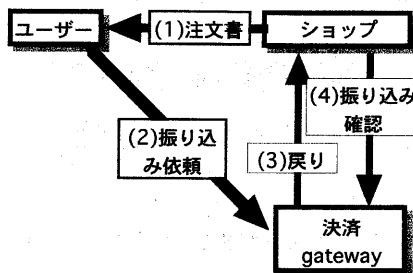 ユーザー
(1)注文書
ショップ
(2)振り込
み依頼
(3)戻り
(4)振り込み
確認
決済
gateway